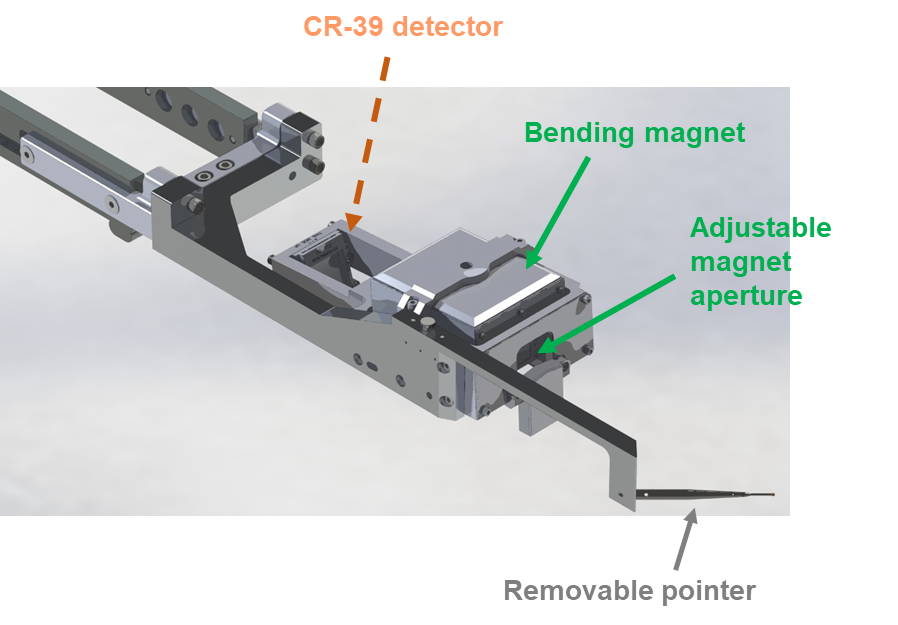 CR-39 detector
Bending magnet
Adjustable
magnet
aperture
Removable pointer